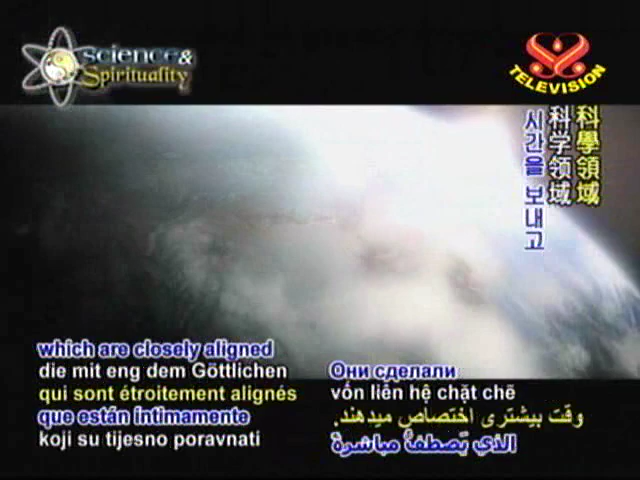 Science &
Spirituality
TELEVISION
科學領域
科学领域
시간을 보내고
which are closely aligned
die mit eng dem Göttlichen
qui sont étroitement alignés
que están íntimamente
koji su tijesno poravnati
Они сделали
vốn liên hệ chặt chẽ
وقت بیشتری اختصاص میدهند.
الذي يَصطفُّ مباشرة